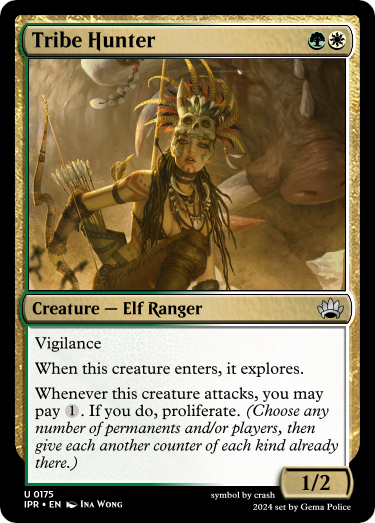 Tribe Hunter
Creature — Elf Ranger
Vigilance
When this creature enters, it explores.
Whenever this creature attacks, you may
pay 1. If you do, proliferate. (Choose any
number of permanents and/or players, then
give each another counter of each kind already
there.)
1/2
U 0175
IPR • EN Ina Wong
symbol by crash
2024 set by Gema Police